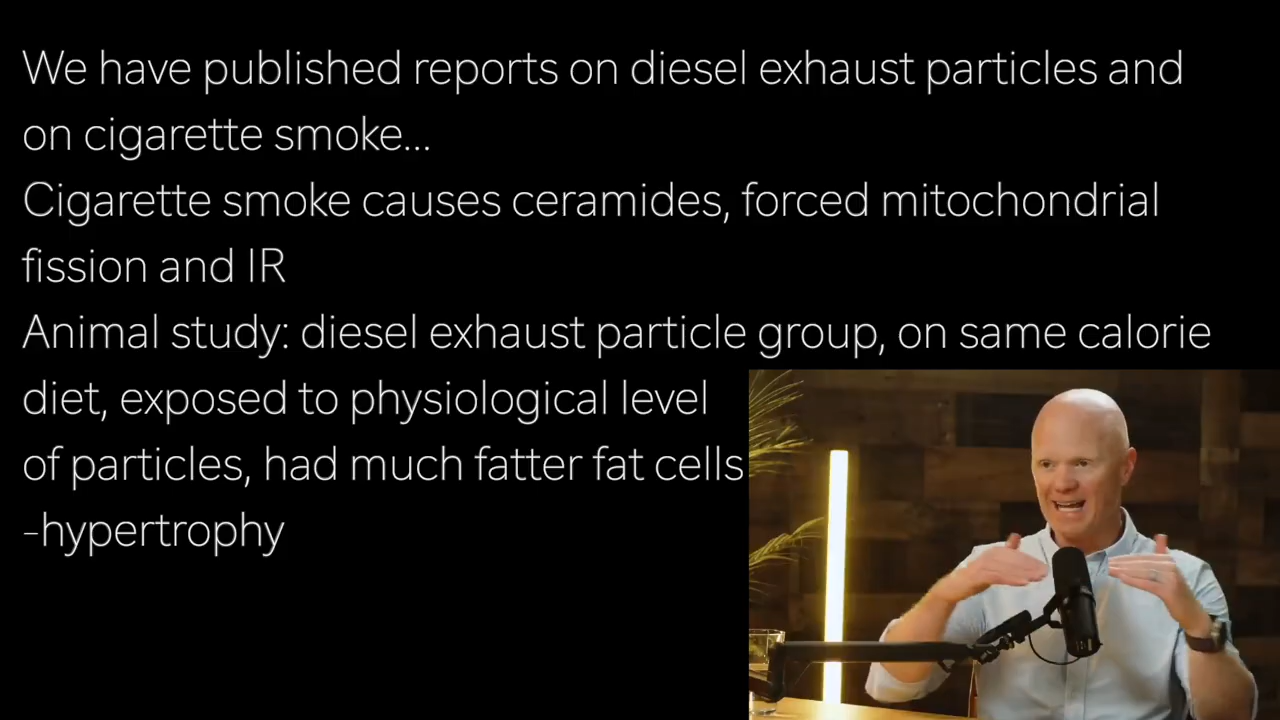 We have published reports on diesel exhaust particles and
on cigarette smoke...
Cigarette smoke causes ceramides, forced mitochondrial
fission and IR
Animal study: diesel exhaust particle group, on same calorie
diet, exposed to physiological level
of particles, had much fatter fat cells
-hypertrophy